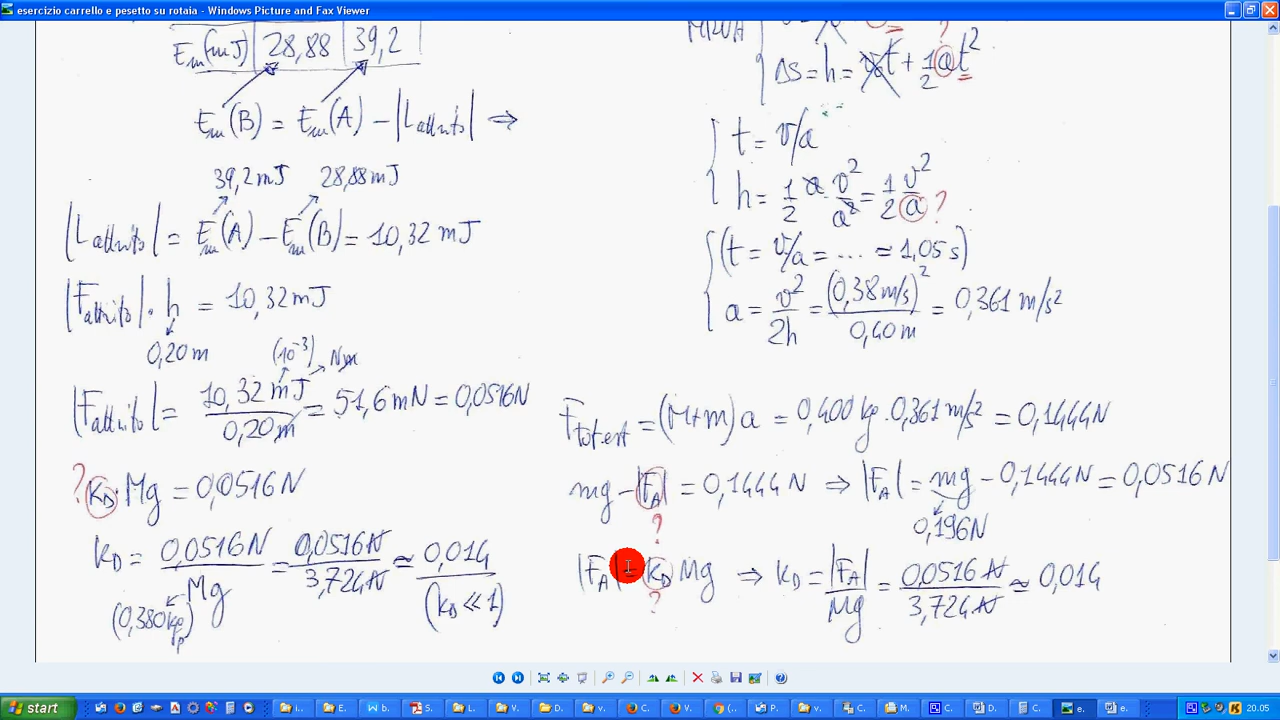 esercizio carrello e pesetto su rotaia - Windows Picture and Fax Viewer
Em(mJ) | 28,88 | 39,2
Em(B) = Em(A) - |Lattrito| ⇒
39,2 mJ 28,88 mJ
|Lattrito| = Em(A) - Em(B) = 10,32 mJ
|Fattrito| · h = 10,32 mJ
0,20 m (10^-3) Nm
|Fattrito| = 10,32 mJ / 0,20 m = 51,6 mN = 0,0516 N
? kD · Mg = 0,0516 N
kD = 0,0516 N / Mg = 0,0516 N / 3,724 N ≃ 0,014
(0,380 kg) (kD ≪ 1)
MRUA
?
Δs = h = v₀t + 1/2 a t²
t = v/a
h = 1/2 a v²/a² = 1/2 v²/a ?
(t = v/a = ... ≃ 1,05 s)
a = v²/2h = (0,38 m/s)² / 0,40 m = 0,361 m/s²
Ftot.est = (M+m) a = 0,400 kg · 0,361 m/s² = 0,1444 N
mg - |FA| = 0,1444 N ⇒ |FA| = mg - 0,1444 N = 0,0516 N
? 0,196 N
|FA| = kD Mg ⇒ kD = |FA| / Mg = 0,0516 N / 3,724 N ≃ 0,014
?
start
i... E... b... S... L... V... D... C... V... (... P... v... C... M... C... D... C... e... e...
20.05